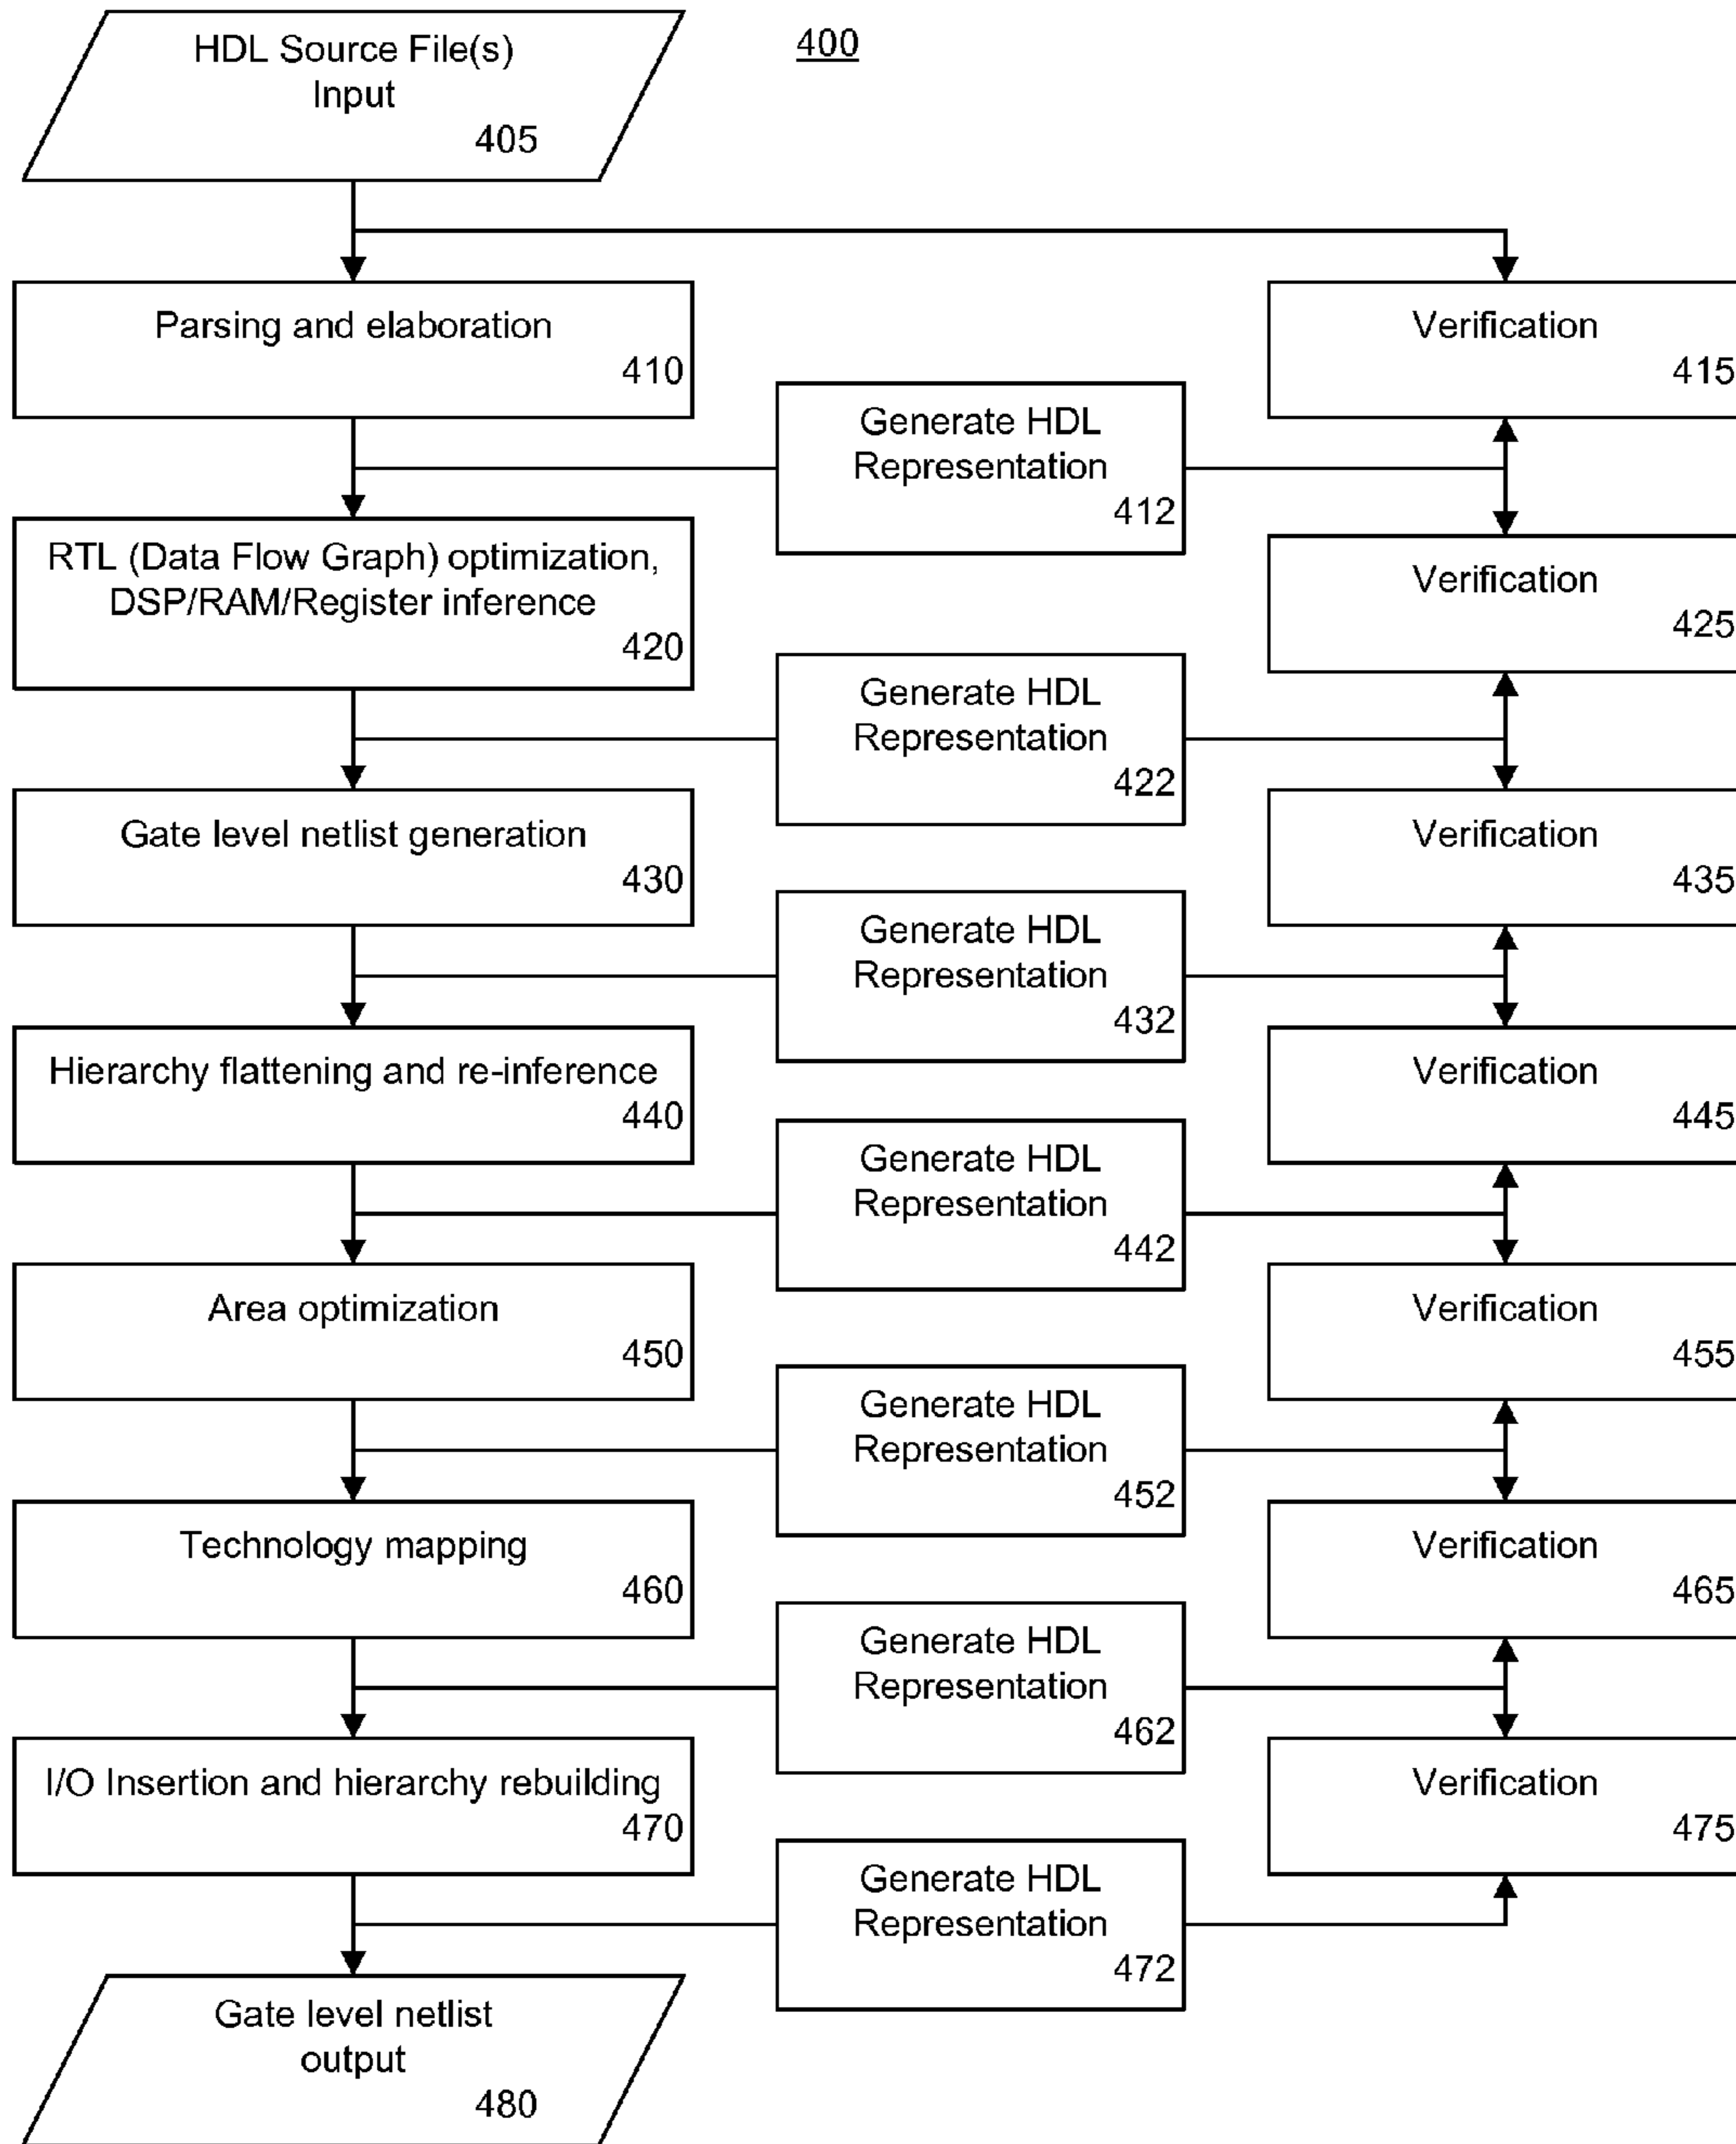 HDL Source File(s)
Input
405
400
Parsing and elaboration
410
Verification
415
Generate HDL
Representation
412
RTL (Data Flow Graph) optimization,
DSP/RAM/Register inference
420
Verification
425
Generate HDL
Representation
422
Gate level netlist generation
430
Verification
435
Generate HDL
Representation
432
Hierarchy flattening and re-inference
440
Verification
445
Generate HDL
Representation
442
Area optimization
450
Verification
455
Generate HDL
Representation
452
Technology mapping
460
Verification
465
Generate HDL
Representation
462
I/O Insertion and hierarchy rebuilding
470
Verification
475
Generate HDL
Representation
472
Gate level netlist
output
480